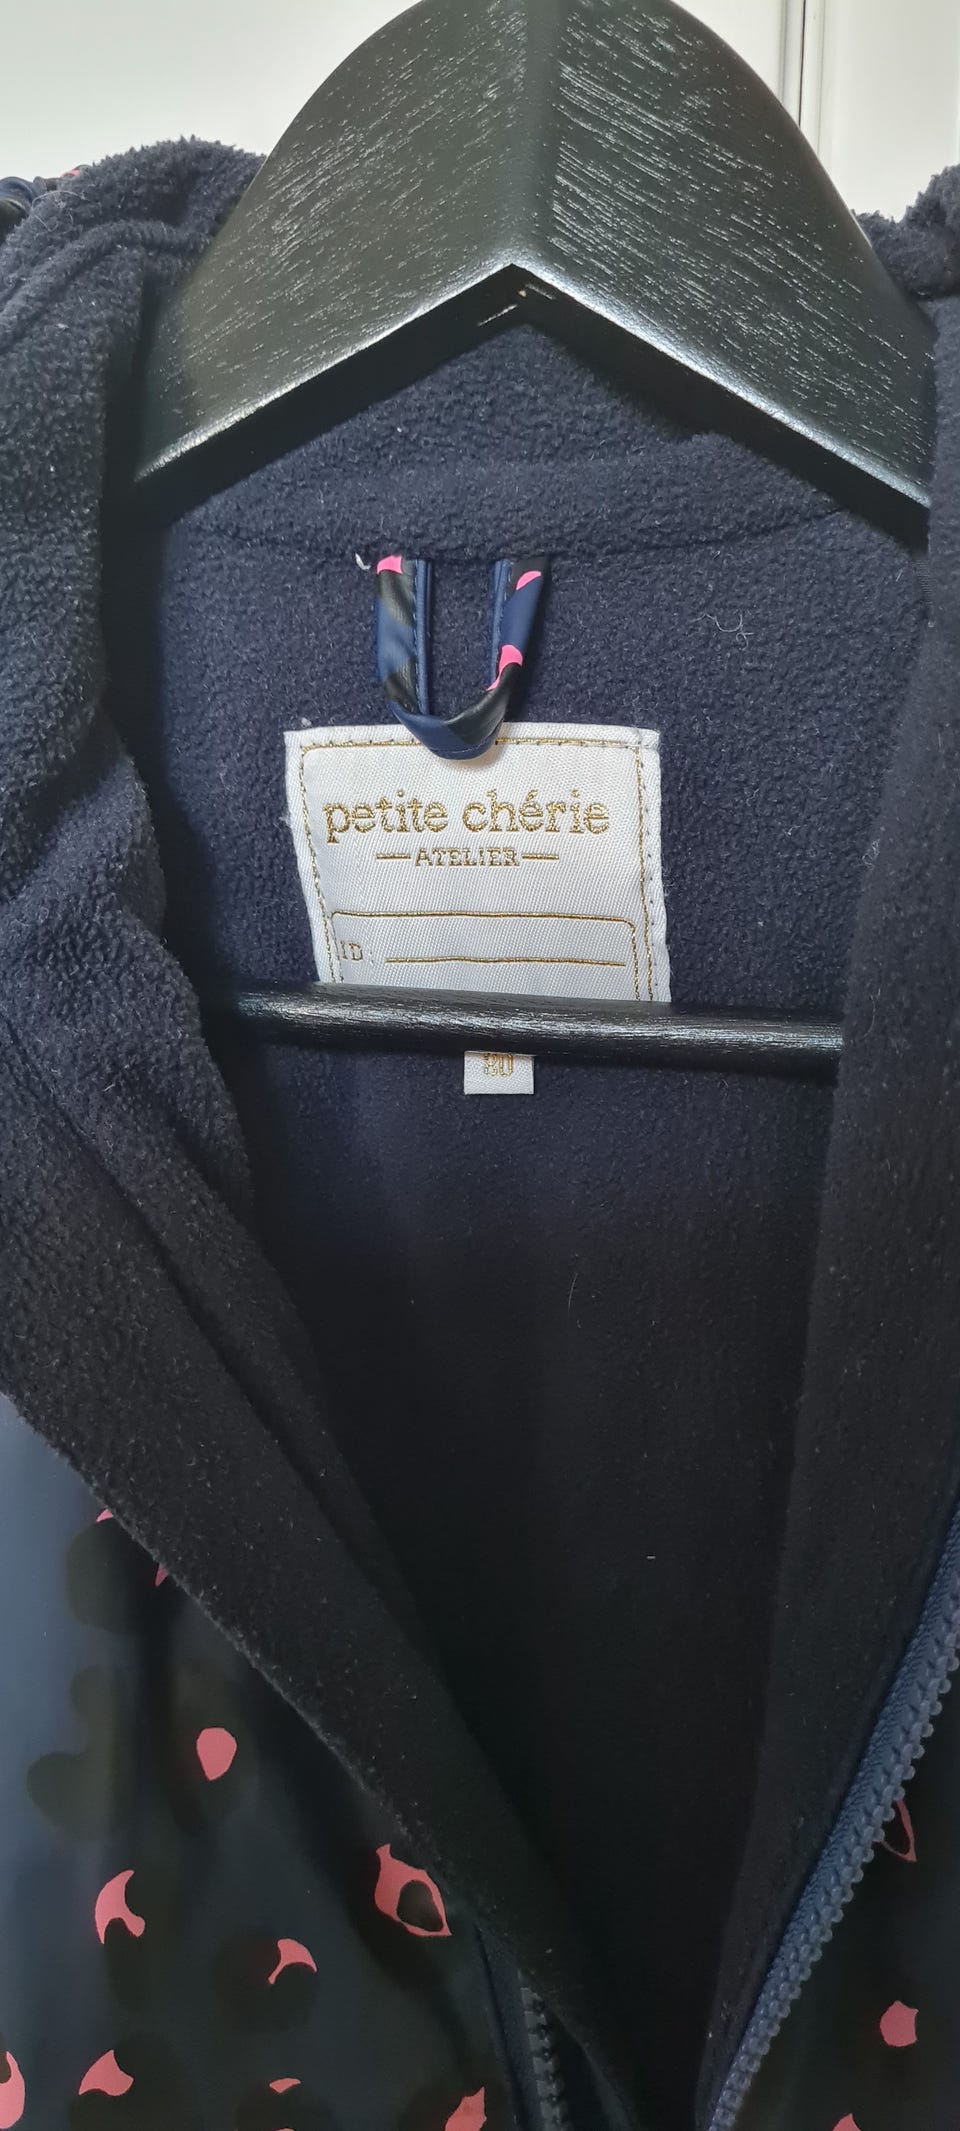 petite chérie
ATELIER
ID:
80